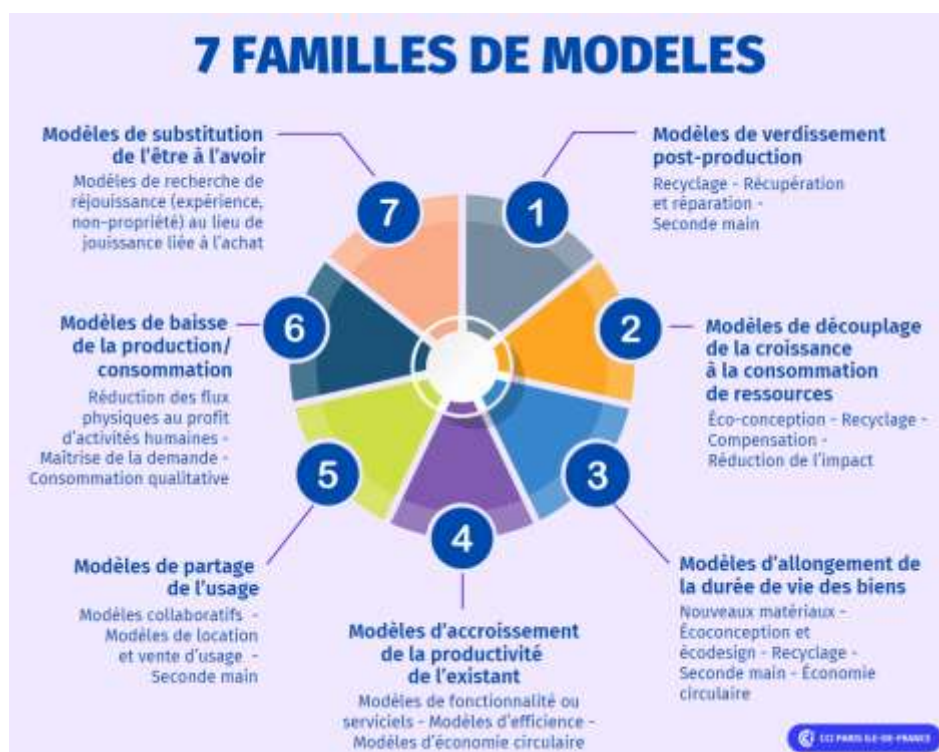 7 FAMILLES DE MODELES
1
Modèles de verdissement
post-production
Recyclage - Récupération
et réparation -
Seconde main
2
Modèles de découplage
de la croissance
à la consommation
de ressources
Éco-conception - Recyclage -
Compensation -
Réduction de l'impact
3
Modèles d'allongement de
la durée de vie des biens
Nouveaux matériaux -
Écoconception et
écodesign - Recyclage -
Seconde main - Économie
circulaire
4
Modèles d'accroissement
de la productivité
de l'existant
Modèles de fonctionnalité ou
serviciels - Modèles d'efficience -
Modèles d'économie circulaire
5
Modèles de partage
de l'usage
Modèles collaboratifs -
Modèles de location
et vente d'usage -
Seconde main
6
Modèles de baisse
de la production/
consommation
Réduction des flux
physiques au profit
d'activités humaines -
Maîtrise de la demande -
Consommation qualitative
7
Modèles de substitution
de l'être à l'avoir
Modèles de recherche de
réjouissance (expérience,
non-propriété) au lieu de
jouissance liée à l'achat
CCI PARIS ILE-DE-FRANCE